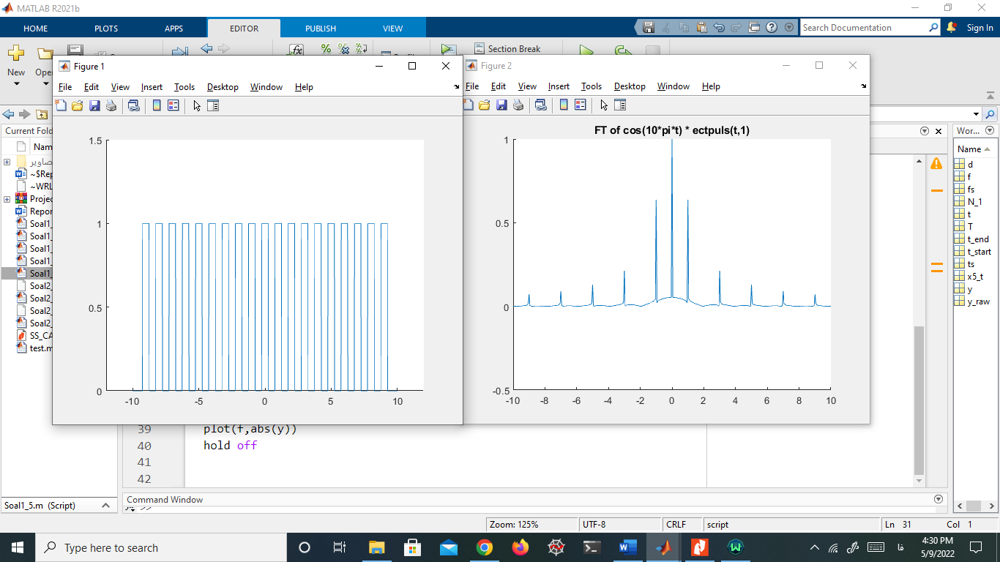 MATLAB R2021b
HOME PLOTS APPS EDITOR PUBLISH VIEW
Search Documentation
Sign In
New
Section Break
Figure 1
File Edit View Insert Tools Desktop Window Help
1.5
1
0.5
0
-10 -5 0 5 10
Figure 2
File Edit View Insert Tools Desktop Window Help
FT of cos(10*pi*t) * ectpuls(t,1)
1
0.5
0
-0.5
-10 -8 -6 -4 -2 0 2 4 6 8 10
Current Fold
تصاویر
~$Rep
~WRL
Projec
Repor
Soal1_
Soal1_
Soal1_
Soal1_
Soal1_
Soal2_
Soal2_
Soal2_
Soal2_
SS_CA
test.m
Soal1_5.m (Script)
39 plot(f,abs(y))
40 hold off
41
42
Command Window
Wor...
Name
d
f
fs
N_1
t
T
t_end
t_start
ts
x5_t
y
y_raw
Zoom: 125% UTF-8 CRLF script Ln 31 Col 1
Type here to search
فا
4:30 PM
5/9/2022